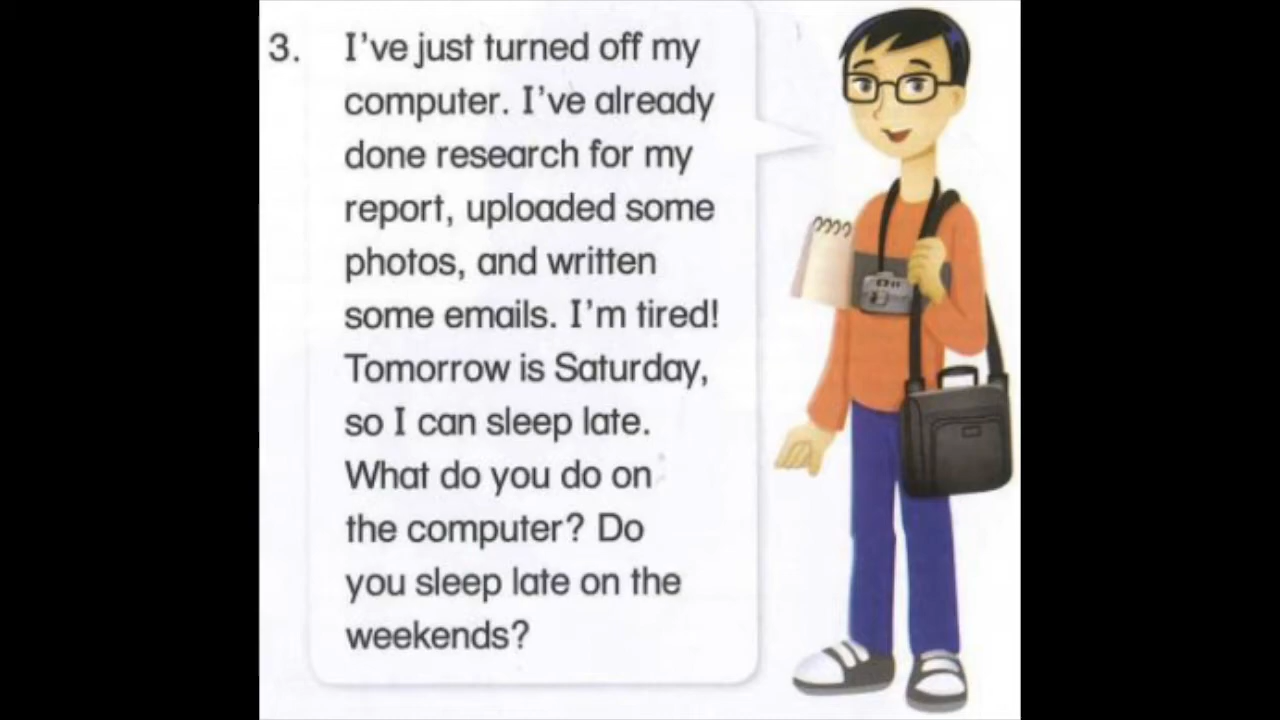 3. I've just turned off my
computer. I've already
done research for my
report, uploaded some
photos, and written
some emails. I'm tired!
Tomorrow is Saturday,
so I can sleep late.
What do you do on
the computer? Do
you sleep late on the
weekends?